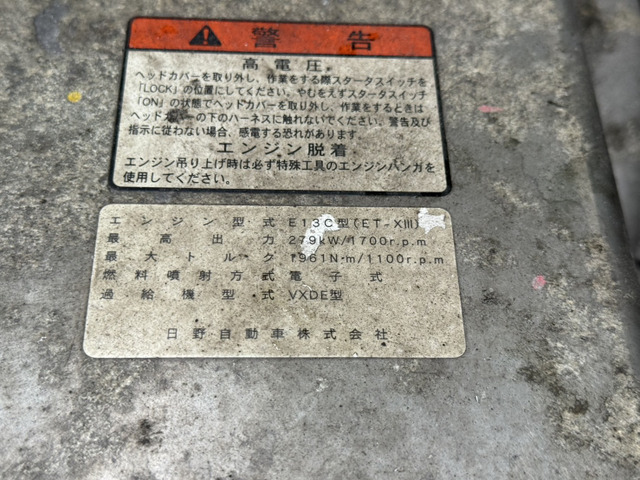 警告
高電圧
ヘッドカバーを取り外し、作業をする際スタータスイッチを
「LOCK」の位置にしてください。やむをえずスタータスイッチ
「ON」の状態でヘッドカバーを取り外し、作業をするときは
ヘッドカバーの下のハーネスに触れないでください。警告及び
指示に従わない場合、感電する恐れがあります。
エンジン脱着
エンジン吊り上げ時は必ず特殊工具のエンジンハンガを
使用してください。
エンジン型式 E13C型(ET-XIII)
最高出力 279kW/1700r.p.m
最大トルク 1961N・m/1100r.p.m
燃料噴射方式 電子式
過給機型式 VXDE型
日野自動車株式会社